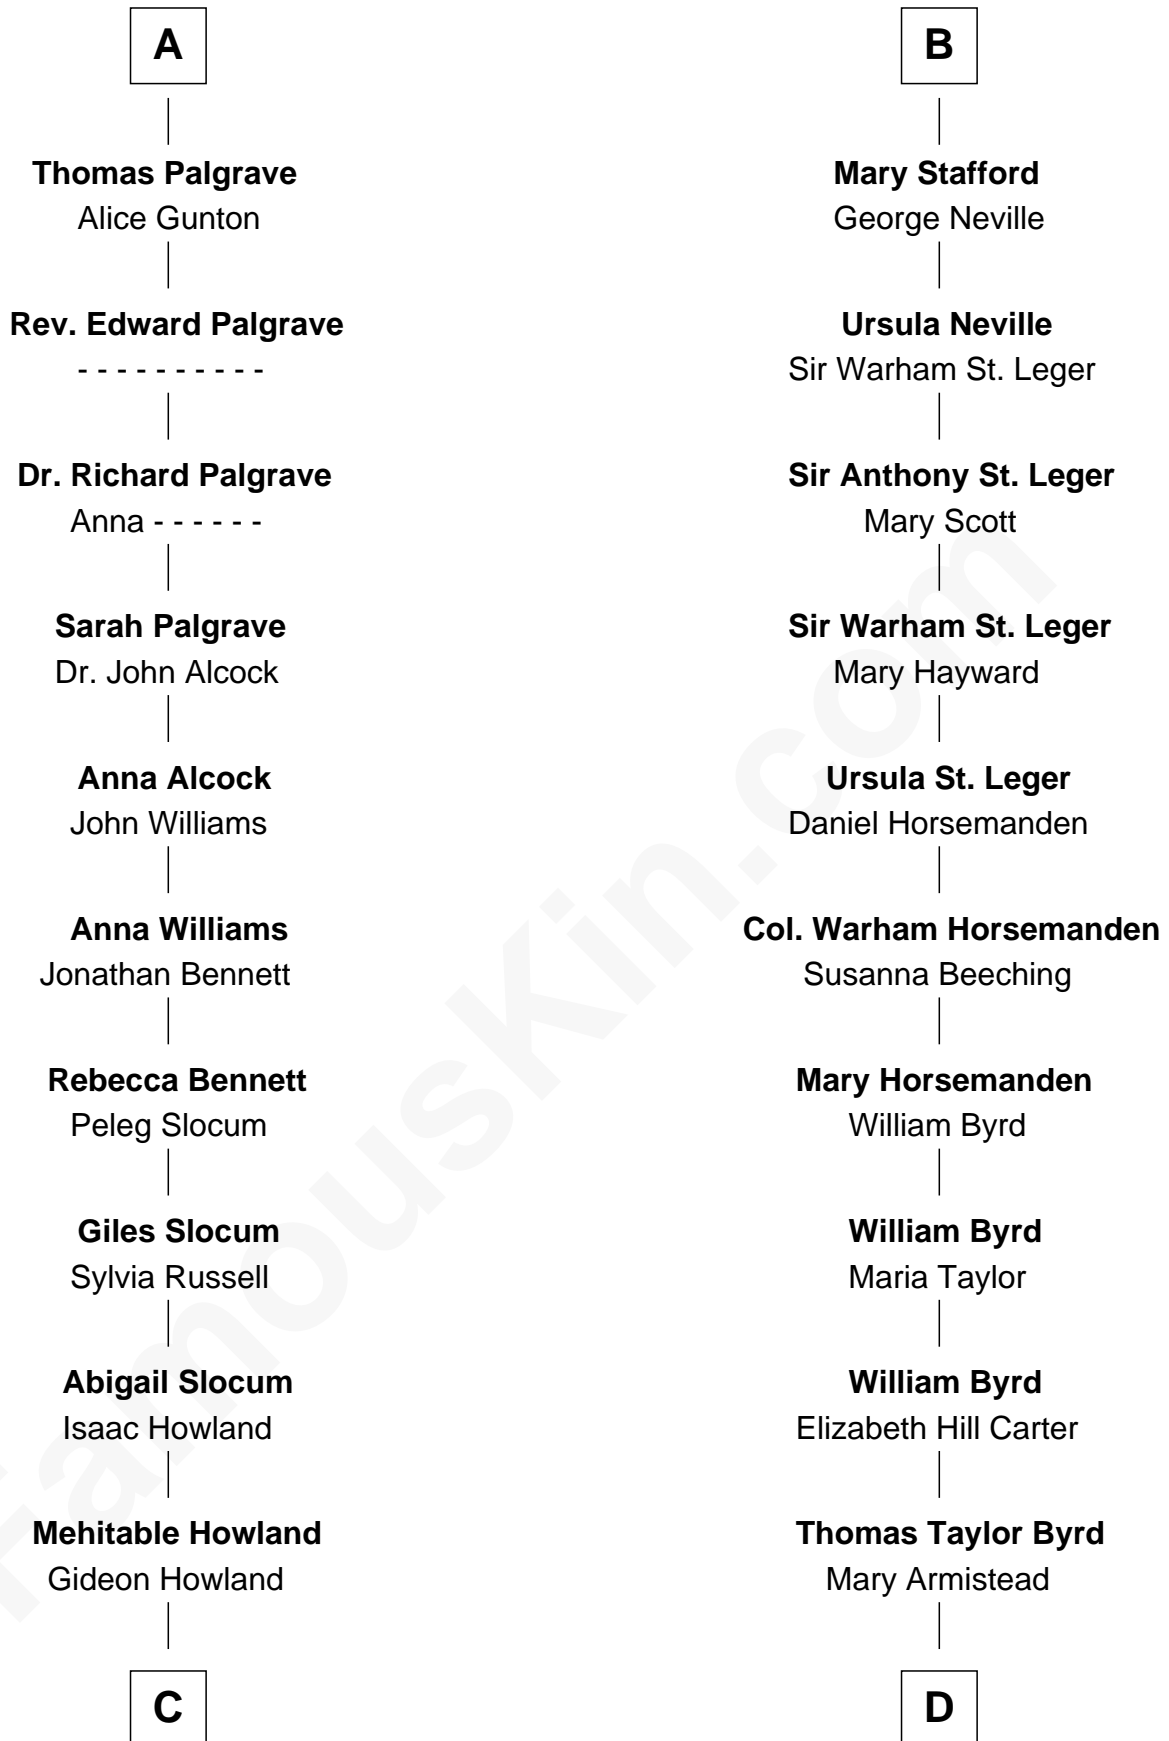 A
Thomas Palgrave
Alice Gunton
Rev. Edward Palgrave
- - - - - - - - - -
Dr. Richard Palgrave
Anna - - - - - -
Sarah Palgrave
Dr. John Alcock
Anna Alcock
John Williams
Anna Williams
Jonathan Bennett
Rebecca Bennett
Peleg Slocum
Giles Slocum
Sylvia Russell
Abigail Slocum
Isaac Howland
Mehitable Howland
Gideon Howland
C
B
Mary Stafford
George Neville
Ursula Neville
Sir Warham St. Leger
Sir Anthony St. Leger
Mary Scott
Sir Warham St. Leger
Mary Hayward
Ursula St. Leger
Daniel Horsemanden
Col. Warham Horsemanden
Susanna Beeching
Mary Horsemanden
William Byrd
William Byrd
Maria Taylor
William Byrd
Elizabeth Hill Carter
Thomas Taylor Byrd
Mary Armistead
D
FamousKin.com